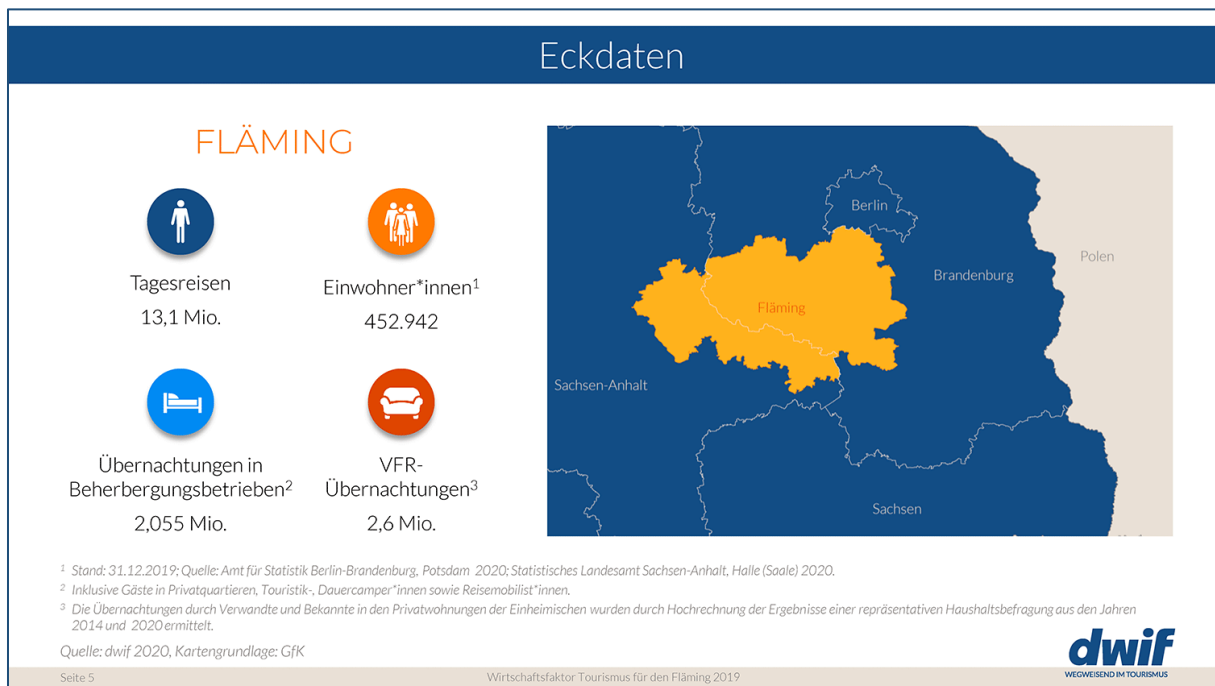 Eckdaten
FLÄMING
Tagesreisen
13,1 Mio.
Einwohner*innen¹
452.942
Übernachtungen in
Beherbergungsbetrieben²
2,055 Mio.
VFR-
Übernachtungen³
2,6 Mio.
Berlin
Polen
Brandenburg
Fläming
Sachsen-Anhalt
Sachsen
¹ Stand: 31.12.2019; Quelle: Amt für Statistik Berlin-Brandenburg, Potsdam 2020; Statistisches Landesamt Sachsen-Anhalt, Halle (Saale) 2020.
² Inklusive Gäste in Privatquartieren, Touristik-, Dauercamper*innen sowie Reisemobilist*innen.
³ Die Übernachtungen durch Verwandte und Bekannte in den Privatwohnungen der Einheimischen wurden durch Hochrechnung der Ergebnisse einer repräsentativen Haushaltsbefragung aus den Jahren
2014 und 2020 ermittelt.
Quelle: dwif 2020, Kartengrundlage: GfK
dwif
WEGWEISEND IM TOURISMUS
Seite 5
Wirtschaftsfaktor Tourismus für den Fläming 2019